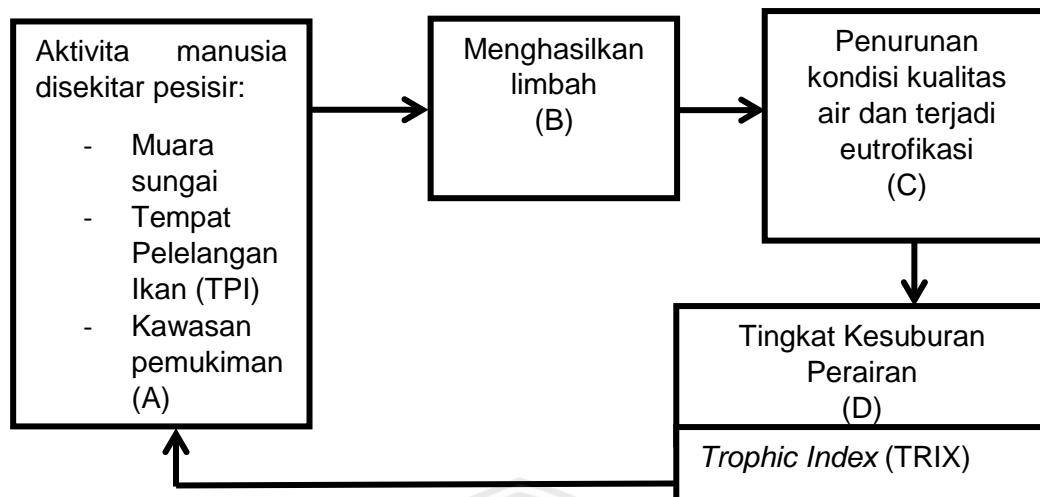 Aktivita manusia
disekitar pesisir:
- Muara
sungai
- Tempat
Pelelangan
Ikan (TPI)
- Kawasan
pemukiman
(A)
Menghasilkan
limbah
(B)
Penurunan
kondisi kualitas
air dan terjadi
eutrofikasi
(C)
Tingkat Kesuburan
Perairan
(D)
Trophic Index (TRIX)